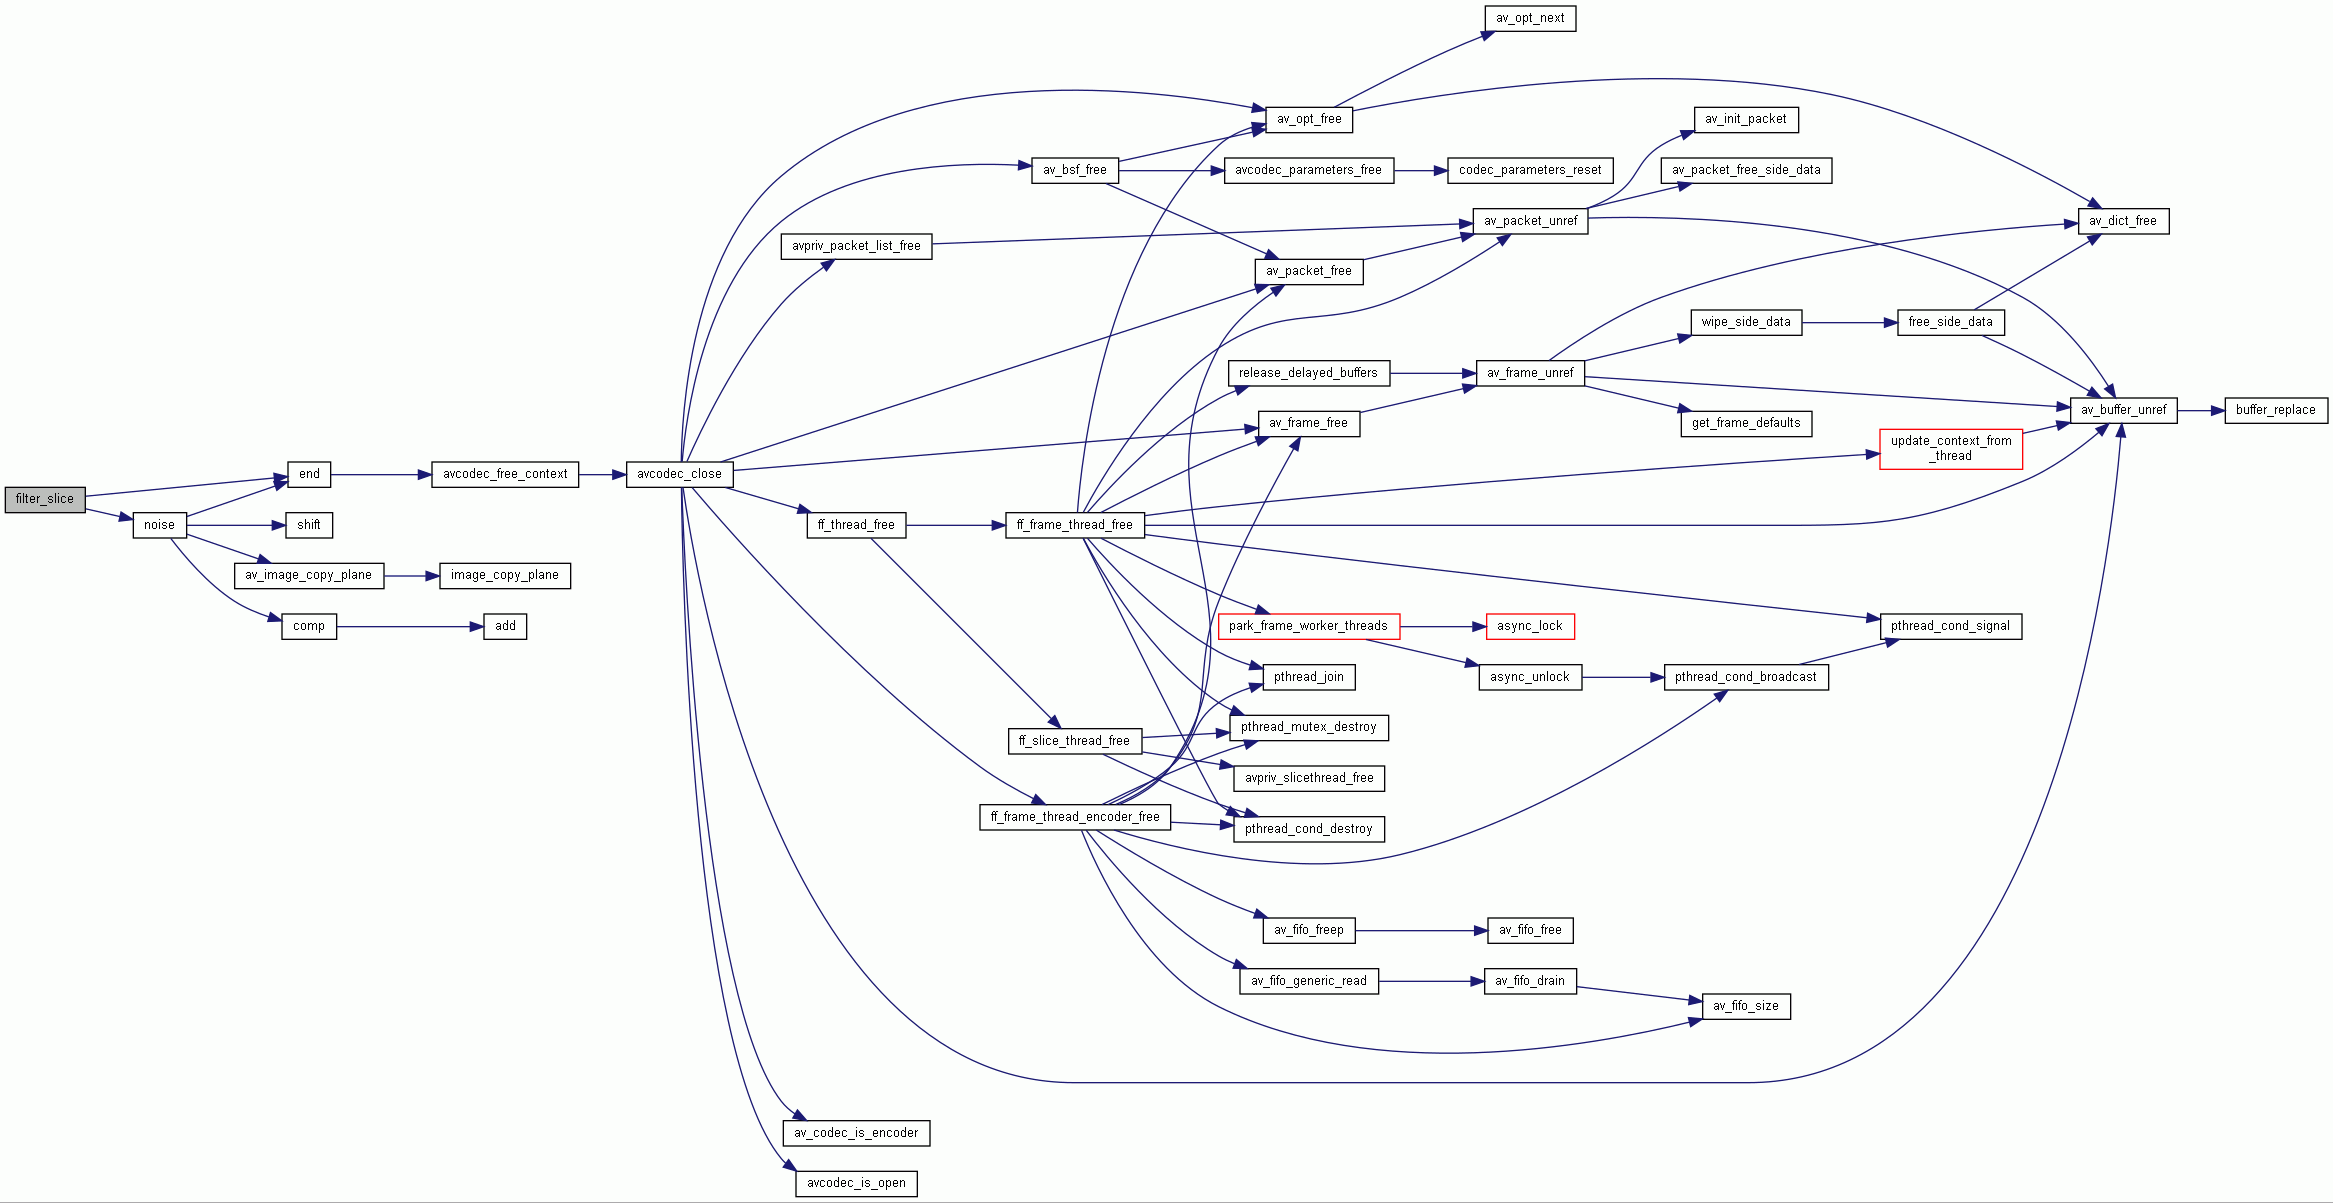 av_opt_next
av_opt_free
av_init_packet
av_bsf_free
avcodec_parameters_free
codec_parameters_reset
av_packet_free_side_data
av_packet_unref
av_dict_free
avpriv_packet_list_free
av_packet_free
wipe_side_data
free_side_data
release_delayed_buffers
av_frame_unref
av_buffer_unref
buffer_replace
av_frame_free
get_frame_defaults
update_context_from
_thread
end
avcodec_free_context
avcodec_close
filter_slice
noise
shift
ff_thread_free
ff_frame_thread_free
av_image_copy_plane
image_copy_plane
comp
add
park_frame_worker_threads
async_lock
pthread_cond_signal
pthread_join
async_unlock
pthread_cond_broadcast
pthread_mutex_destroy
ff_slice_thread_free
avpriv_slicethread_free
ff_frame_thread_encoder_free
pthread_cond_destroy
av_fifo_freep
av_fifo_free
av_fifo_generic_read
av_fifo_drain
av_fifo_size
av_codec_is_encoder
avcodec_is_open